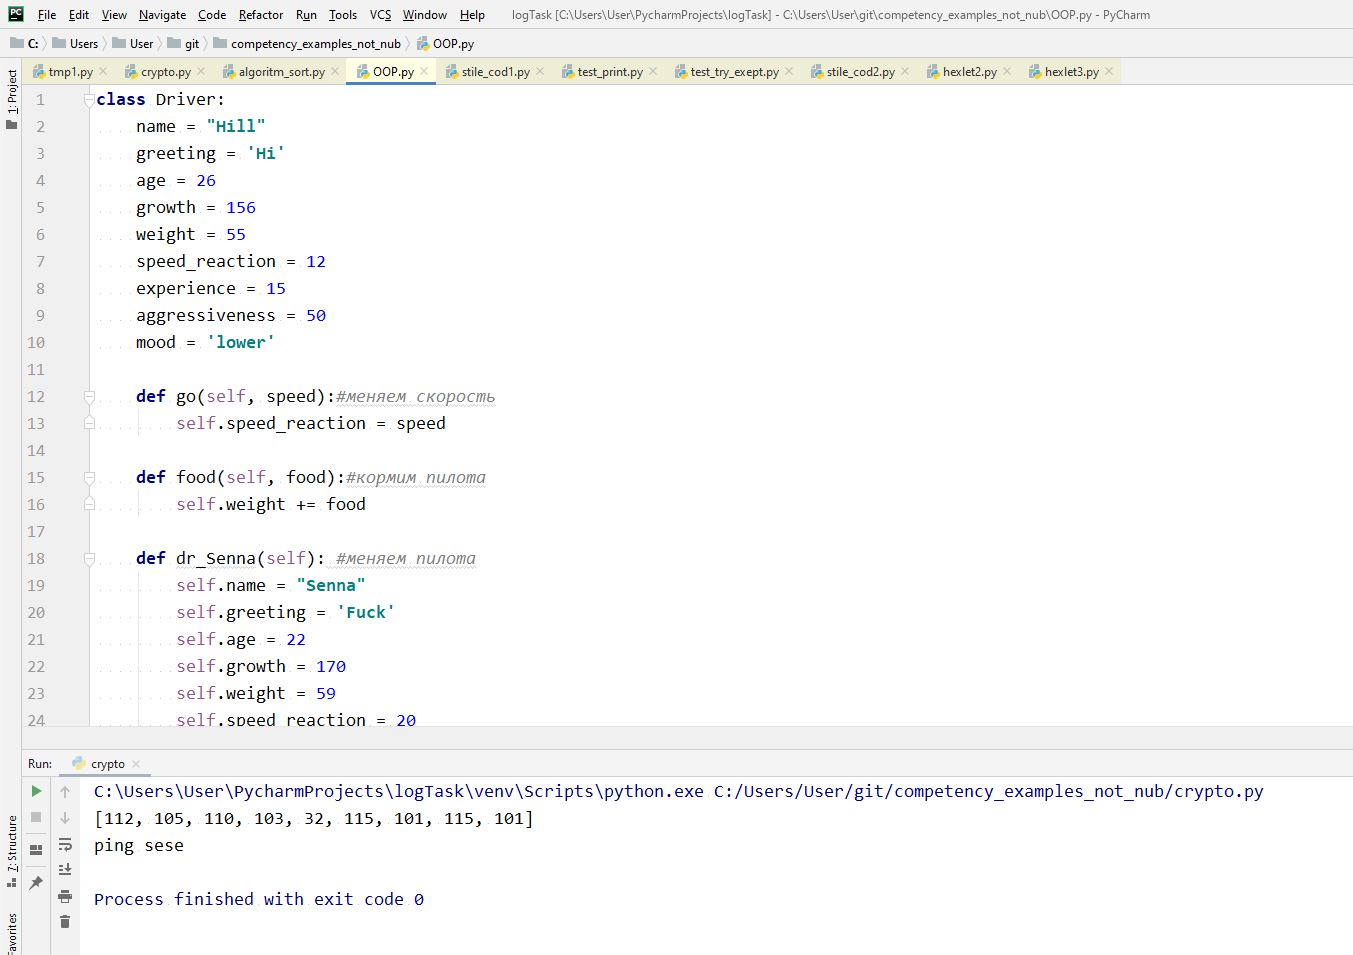 PC File Edit View Navigate Code Refactor Run Tools VCS Window Help logTask [C:\Users\User\PycharmProjects\logTask] - C:\Users\User\git\competency_examples_not_nub\OOP.py - PyCharm
C: Users User git competency_examples_not_nub OOP.py
tmp1.py crypto.py algoritm_sort.py OOP.py stile_cod1.py test_print.py test_try_exept.py stile_cod2.py hexlet2.py hexlet3.py
1: Project
1 class Driver:
2 name = "Hill"
3 greeting = 'Hi'
4 age = 26
5 growth = 156
6 weight = 55
7 speed_reaction = 12
8 experience = 15
9 aggressiveness = 50
10 mood = 'lower'
11
12 def go(self, speed):#меняем скорость
13 self.speed_reaction = speed
14
15 def food(self, food):#кормим пилота
16 self.weight += food
17
18 def dr_Senna(self): #меняем пилота
19 self.name = "Senna"
20 self.greeting = 'Fuck'
21 self.age = 22
22 self.growth = 170
23 self.weight = 59
24 self.speed_reaction = 20
Run: crypto
C:\Users\User\PycharmProjects\logTask\venv\Scripts\python.exe C:/Users/User/git/competency_examples_not_nub/crypto.py
[112, 105, 110, 103, 32, 115, 101, 115, 101]
ping sese
Process finished with exit code 0
7: Structure
Favorites